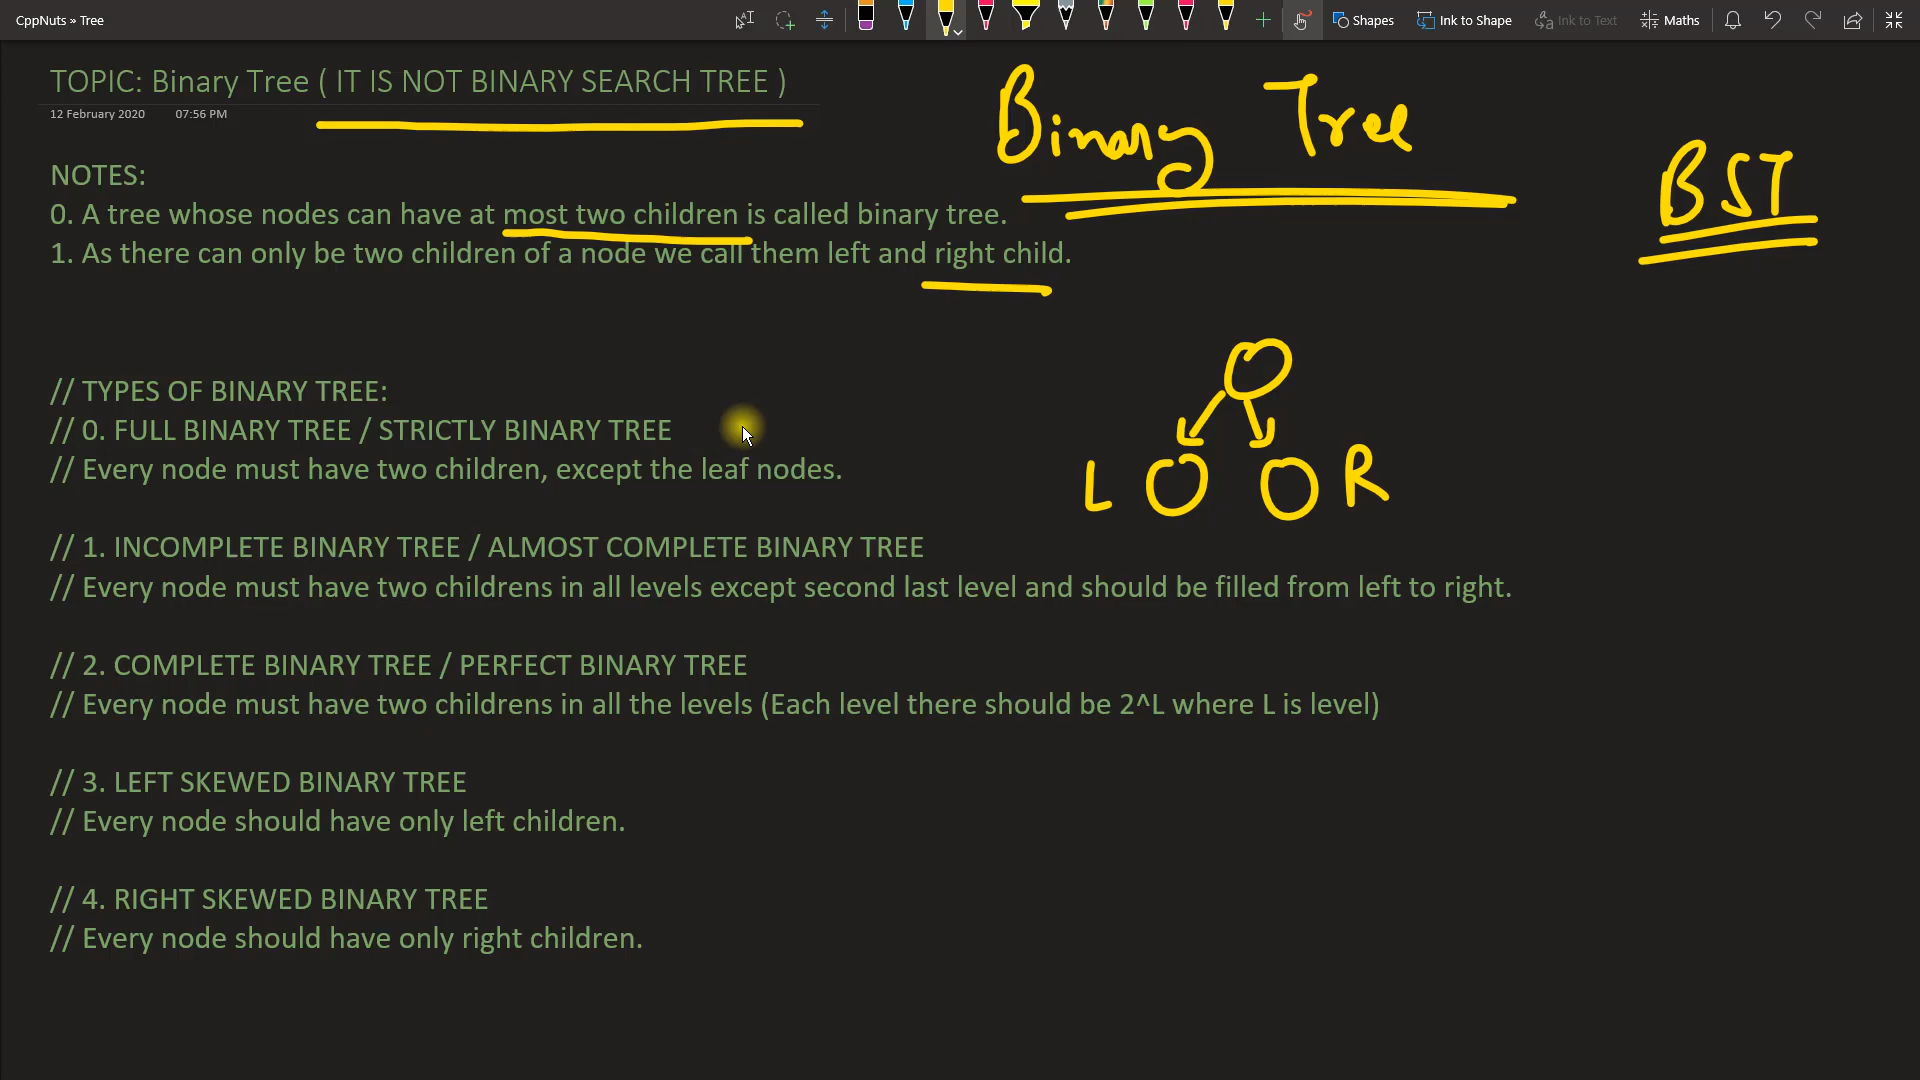 CppNuts » Tree
Shapes
Ink to Shape
Ink to Text
Maths
TOPIC: Binary Tree ( IT IS NOT BINARY SEARCH TREE )
12 February 2020 07:56 PM
Binary Tree
BST
NOTES:
0. A tree whose nodes can have at most two children is called binary tree.
1. As there can only be two children of a node we call them left and right child.
// TYPES OF BINARY TREE:
// 0. FULL BINARY TREE / STRICTLY BINARY TREE
// Every node must have two children, except the leaf nodes.
L R
// 1. INCOMPLETE BINARY TREE / ALMOST COMPLETE BINARY TREE
// Every node must have two childrens in all levels except second last level and should be filled from left to right.
// 2. COMPLETE BINARY TREE / PERFECT BINARY TREE
// Every node must have two childrens in all the levels (Each level there should be 2^L where L is level)
// 3. LEFT SKEWED BINARY TREE
// Every node should have only left children.
// 4. RIGHT SKEWED BINARY TREE
// Every node should have only right children.